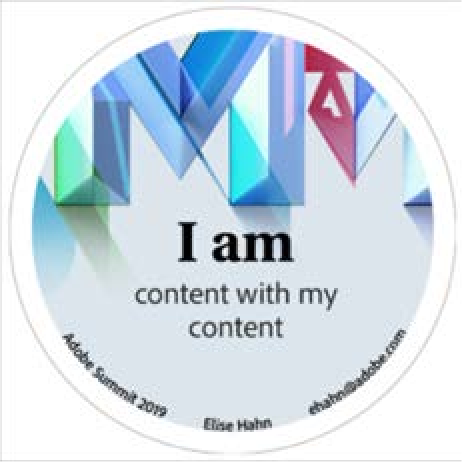 I am
content with my
content
Adobe Summit 2019
Elise Hahn
ehahn@adobe.com